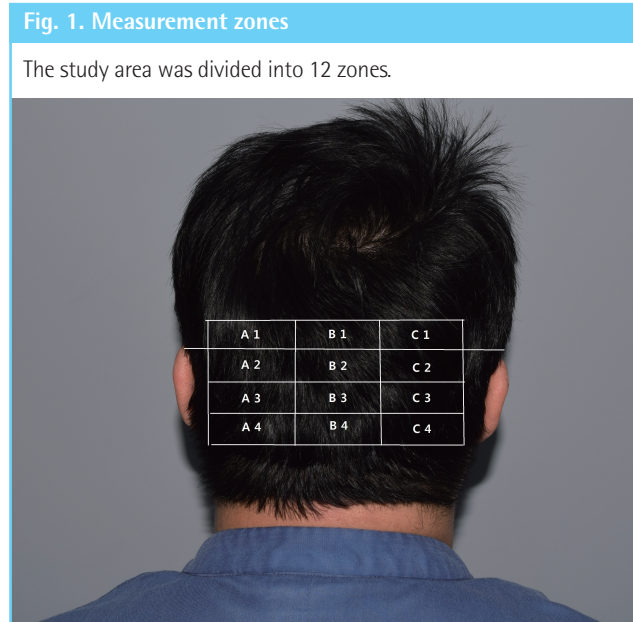 Fig. 1. Measurement zones
The study area was divided into 12 zones.
A 1 B 1 C 1
A 2 B 2 C 2
A 3 B 3 C 3
A 4 B 4 C 4